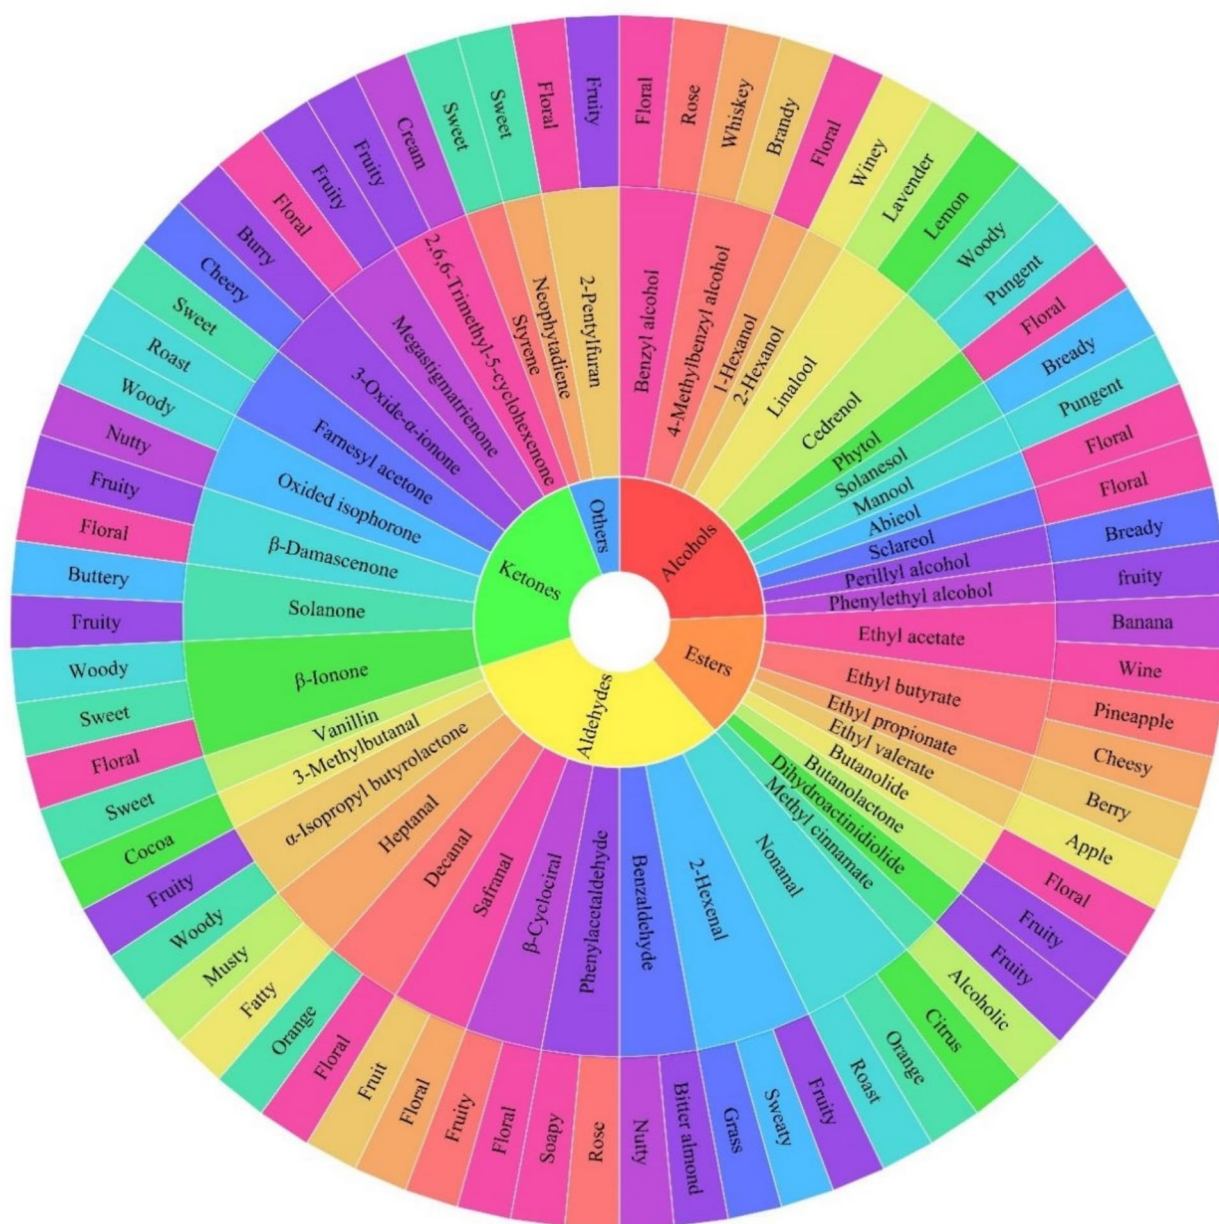 Alcohols
Esters
Aldehydes
Ketones
Others
Benzyl alcohol
4-Methylbenzyl alcohol
1-Hexanol
2-Hexanol
Linalool
Cedrenol
Phytol
Solanesol
Manool
Abieol
Sclareol
Perillyl alcohol
Phenylethyl alcohol
Ethyl acetate
Ethyl butyrate
Ethyl propionate
Ethyl valerate
Butanolide
Butanolactone
Dihydroactinidiolide
Methyl cinnamate
Nonanal
2-Hexenal
Benzaldehyde
Phenylacetaldehyde
β-Cyclociral
Safranal
Decanal
Heptanal
α-Isopropyl butyrolactone
3-Methylbutanal
Vanillin
β-Ionone
Solanone
β-Damascenone
Oxided isophorone
Farnesyl acetone
3-Oxide-α-ionone
Megastigmatrienone
2,6,6-Trimethyl-5-cyclohexenone
Styrene
Neophytadiene
2-Pentylfuran
Floral
Rose
Whiskey
Brandy
Floral
Winey
Lavender
Lemon
Woody
Pungent
Floral
Bready
Pungent
Floral
Floral
Bready
fruity
Banana
Wine
Pineapple
Cheesy
Berry
Apple
Floral
Fruity
Fruity
Alcoholic
Citrus
Orange
Roast
Fruity
Sweaty
Grass
Bitter almond
Nutty
Rose
Soapy
Floral
Fruity
Floral
Fruit
Floral
Orange
Fatty
Musty
Woody
Fruity
Cocoa
Sweet
Floral
Sweet
Woody
Fruity
Buttery
Floral
Fruity
Nutty
Woody
Roast
Sweet
Cheery
Burry
Floral
Fruity
Fruity
Cream
Sweet
Sweet
Floral
Fruity